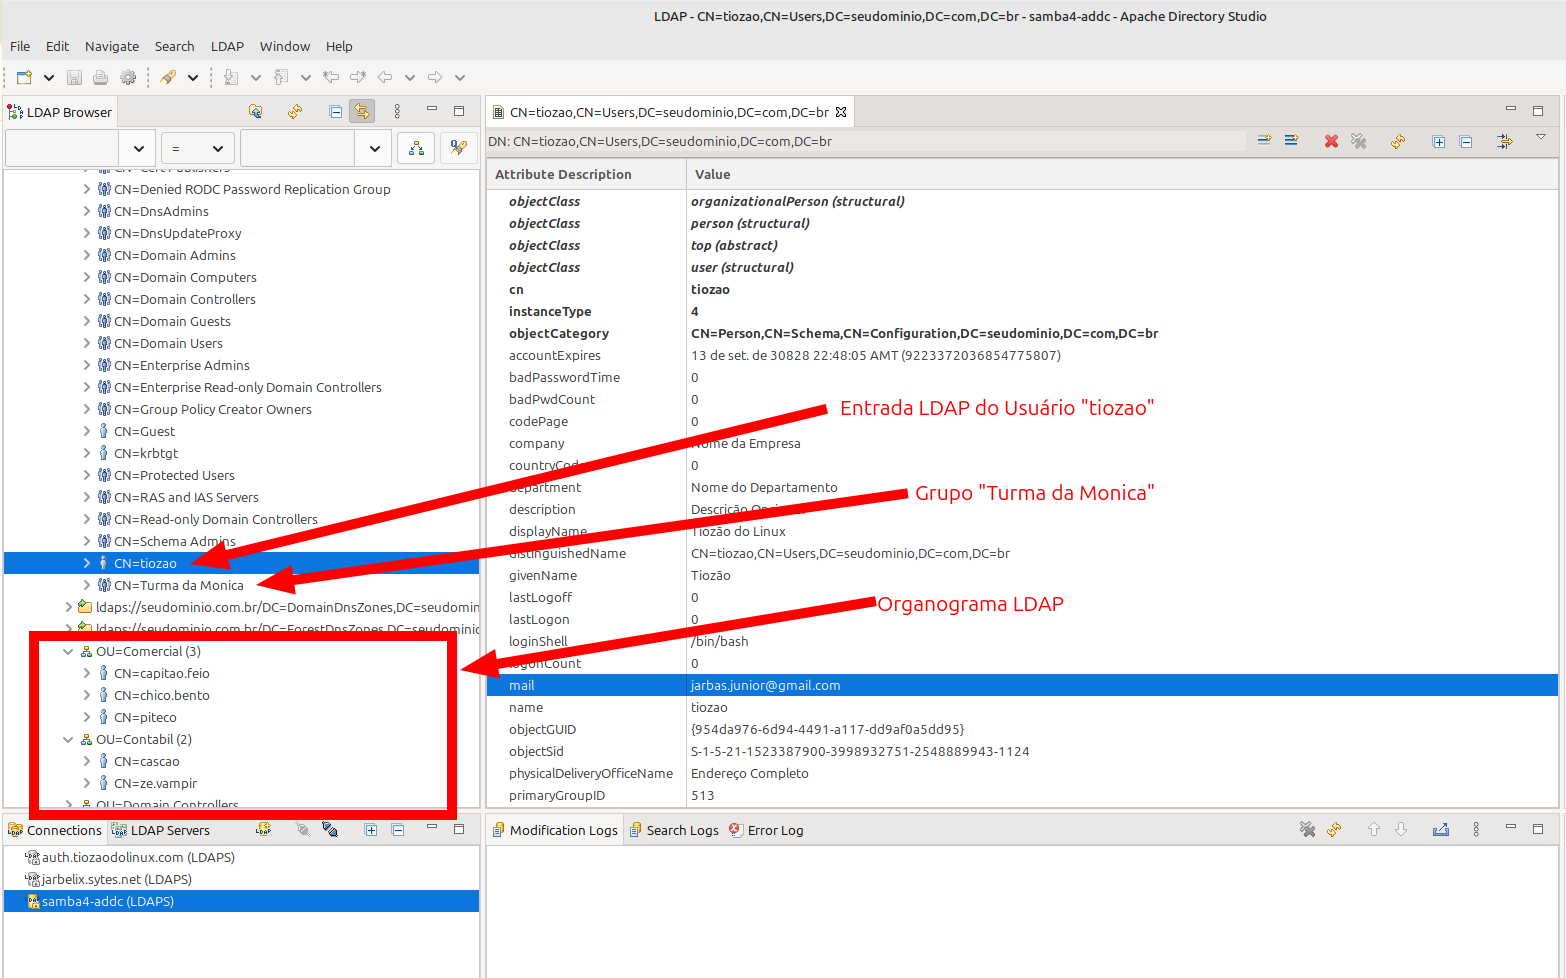 LDAP - CN=tiozao,CN=Users,DC=seudominio,DC=com,DC=br - samba4-addc - Apache Directory Studio
File Edit Navigate Search LDAP Window Help
LDAP Browser
=
CN=Cert Publishers
CN=Denied RODC Password Replication Group
CN=DnsAdmins
CN=DnsUpdateProxy
CN=Domain Admins
CN=Domain Computers
CN=Domain Controllers
CN=Domain Guests
CN=Domain Users
CN=Enterprise Admins
CN=Enterprise Read-only Domain Controllers
CN=Group Policy Creator Owners
CN=Guest
CN=krbtgt
CN=Protected Users
CN=RAS and IAS Servers
CN=Read-only Domain Controllers
CN=Schema Admins
CN=tiozao
CN=Turma da Monica
ldaps://seudominio.com.br/DC=DomainDnsZones,DC=seudomin
ldaps://seudominio.com.br/DC=ForestDnsZones,DC=seudominio
OU=Comercial (3)
CN=capitao.feio
CN=chico.bento
CN=piteco
OU=Contabil (2)
CN=cascao
CN=ze.vampir
OU=Domain Controllers
CN=tiozao,CN=Users,DC=seudominio,DC=com,DC=br
DN: CN=tiozao,CN=Users,DC=seudominio,DC=com,DC=br
Attribute Description Value
objectClass organizationalPerson (structural)
objectClass person (structural)
objectClass top (abstract)
objectClass user (structural)
cn tiozao
instanceType 4
objectCategory CN=Person,CN=Schema,CN=Configuration,DC=seudominio,DC=com,DC=br
accountExpires 13 de set. de 30828 22:48:05 AMT (9223372036854775807)
badPasswordTime 0
badPwdCount 0
codePage 0
company Nome da Empresa
countryCode 0
department Nome do Departamento
description Descrição
displayName Tiozão do Linux
distinguishedName CN=tiozao,CN=Users,DC=seudominio,DC=com,DC=br
givenName Tiozão
lastLogoff 0
lastLogon 0
loginShell /bin/bash
logonCount 0
mail jarbas.junior@gmail.com
name tiozao
objectGUID {954da976-6d94-4491-a117-dd9af0a5dd95}
objectSid S-1-5-21-1523387900-3998932751-2548889943-1124
physicalDeliveryOfficeName Endereço Completo
primaryGroupID 513
Entrada LDAP do Usuário "tiozao"
Grupo "Turma da Monica"
Organograma LDAP
Connections LDAP Servers
auth.tiozaodolinux.com (LDAPS)
jarbelix.sytes.net (LDAPS)
samba4-addc (LDAPS)
Modification Logs Search Logs Error Log